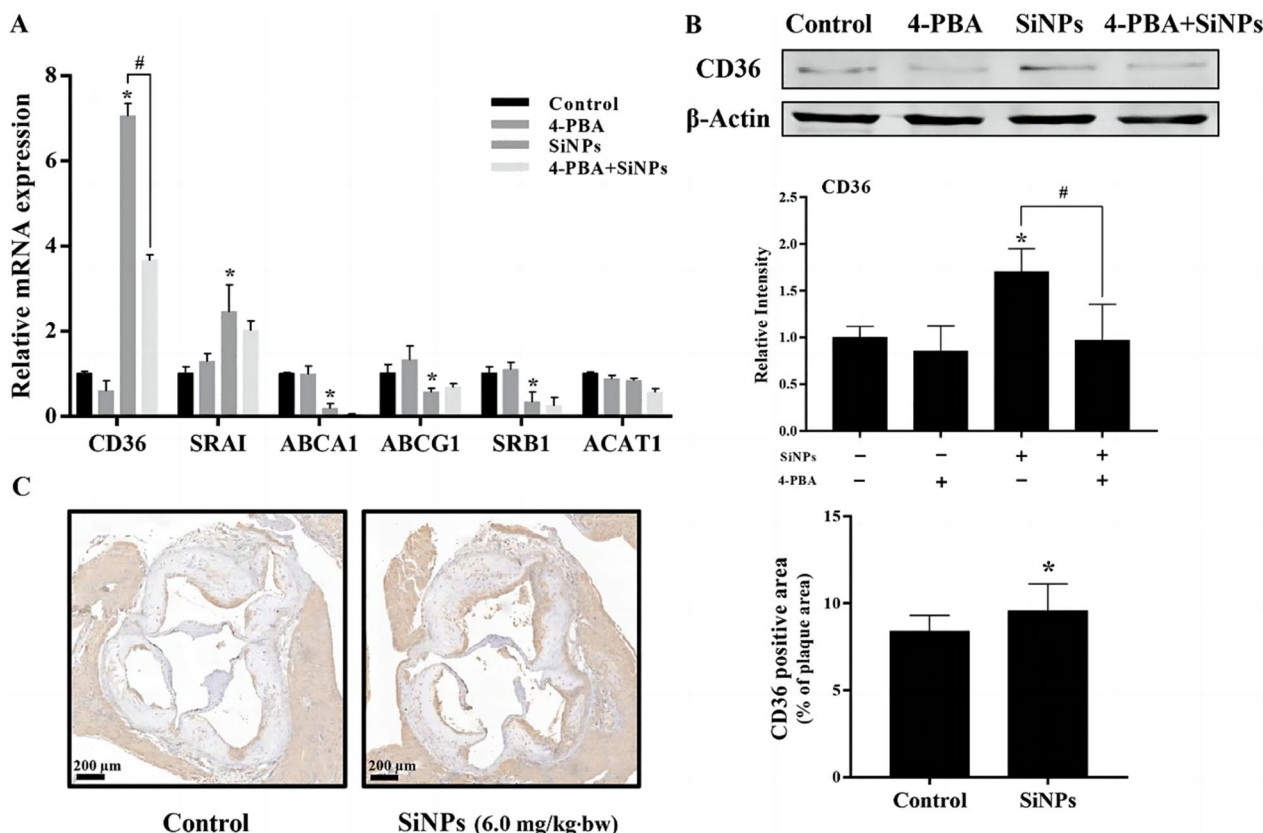 A
Relative mRNA expression
8
6
4
2
0
#
*
*
*
*
*
Control
4-PBA
SiNPs
4-PBA+SiNPs
CD36 SRAI ABCA1 ABCG1 SRB1 ACAT1
B
Control 4-PBA SiNPs 4-PBA+SiNPs
CD36
β-Actin
CD36
Relative Intensity
2.5
2.0
1.5
1.0
0.5
0.0
#
*
SiNPs − − + +
4-PBA − + − +
C
200 μm
200 μm
Control
SiNPs (6.0 mg/kg·bw)
CD36 positive area
(% of plaque area)
15
10
5
0
*
Control SiNPs